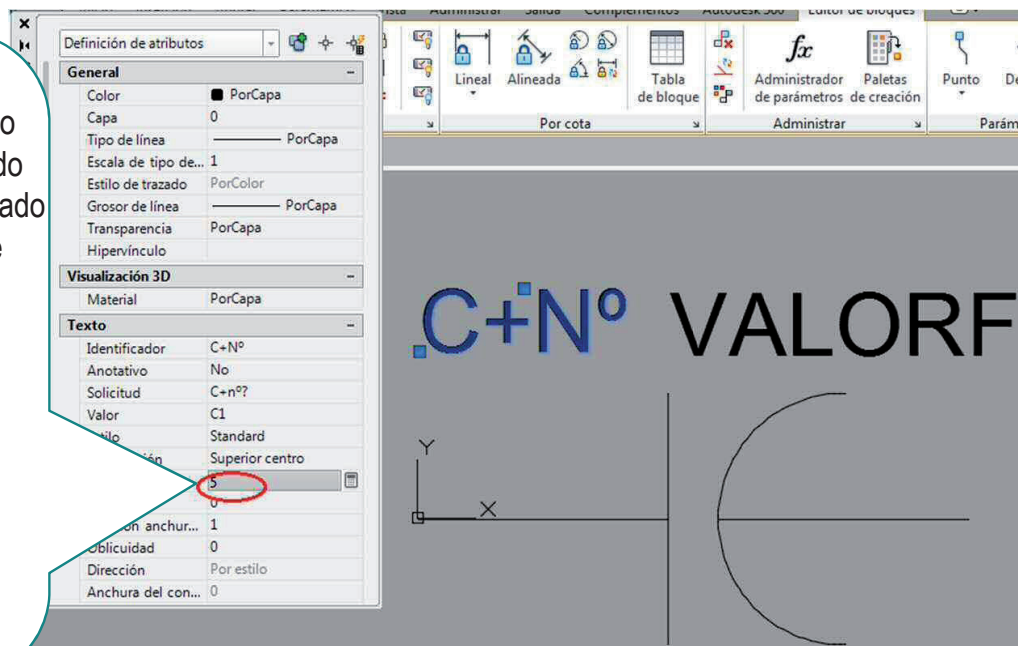 Administrar Salida Complementos Autodesk 360 Editor de bloques
Definición de atributos
General
Color PorCapa
Capa 0
Tipo de línea PorCapa
Escala de tipo de... 1
Estilo de trazado PorColor
Grosor de línea PorCapa
Transparencia PorCapa
Hipervínculo
Visualización 3D
Material PorCapa
Texto
Identificador C+Nº
Anotativo No
Solicitud C+nº?
Valor C1
Standard
Superior centro
5
0
anchur... 1
Oblicuidad 0
Dirección Por estilo
Anchura del con... 0
Lineal
Alineada
Tabla
de bloque
fx
Administrador
de parámetros
Paletas
de creación
Punto
Por cota
Administrar
C+Nº VALORF
Y
X